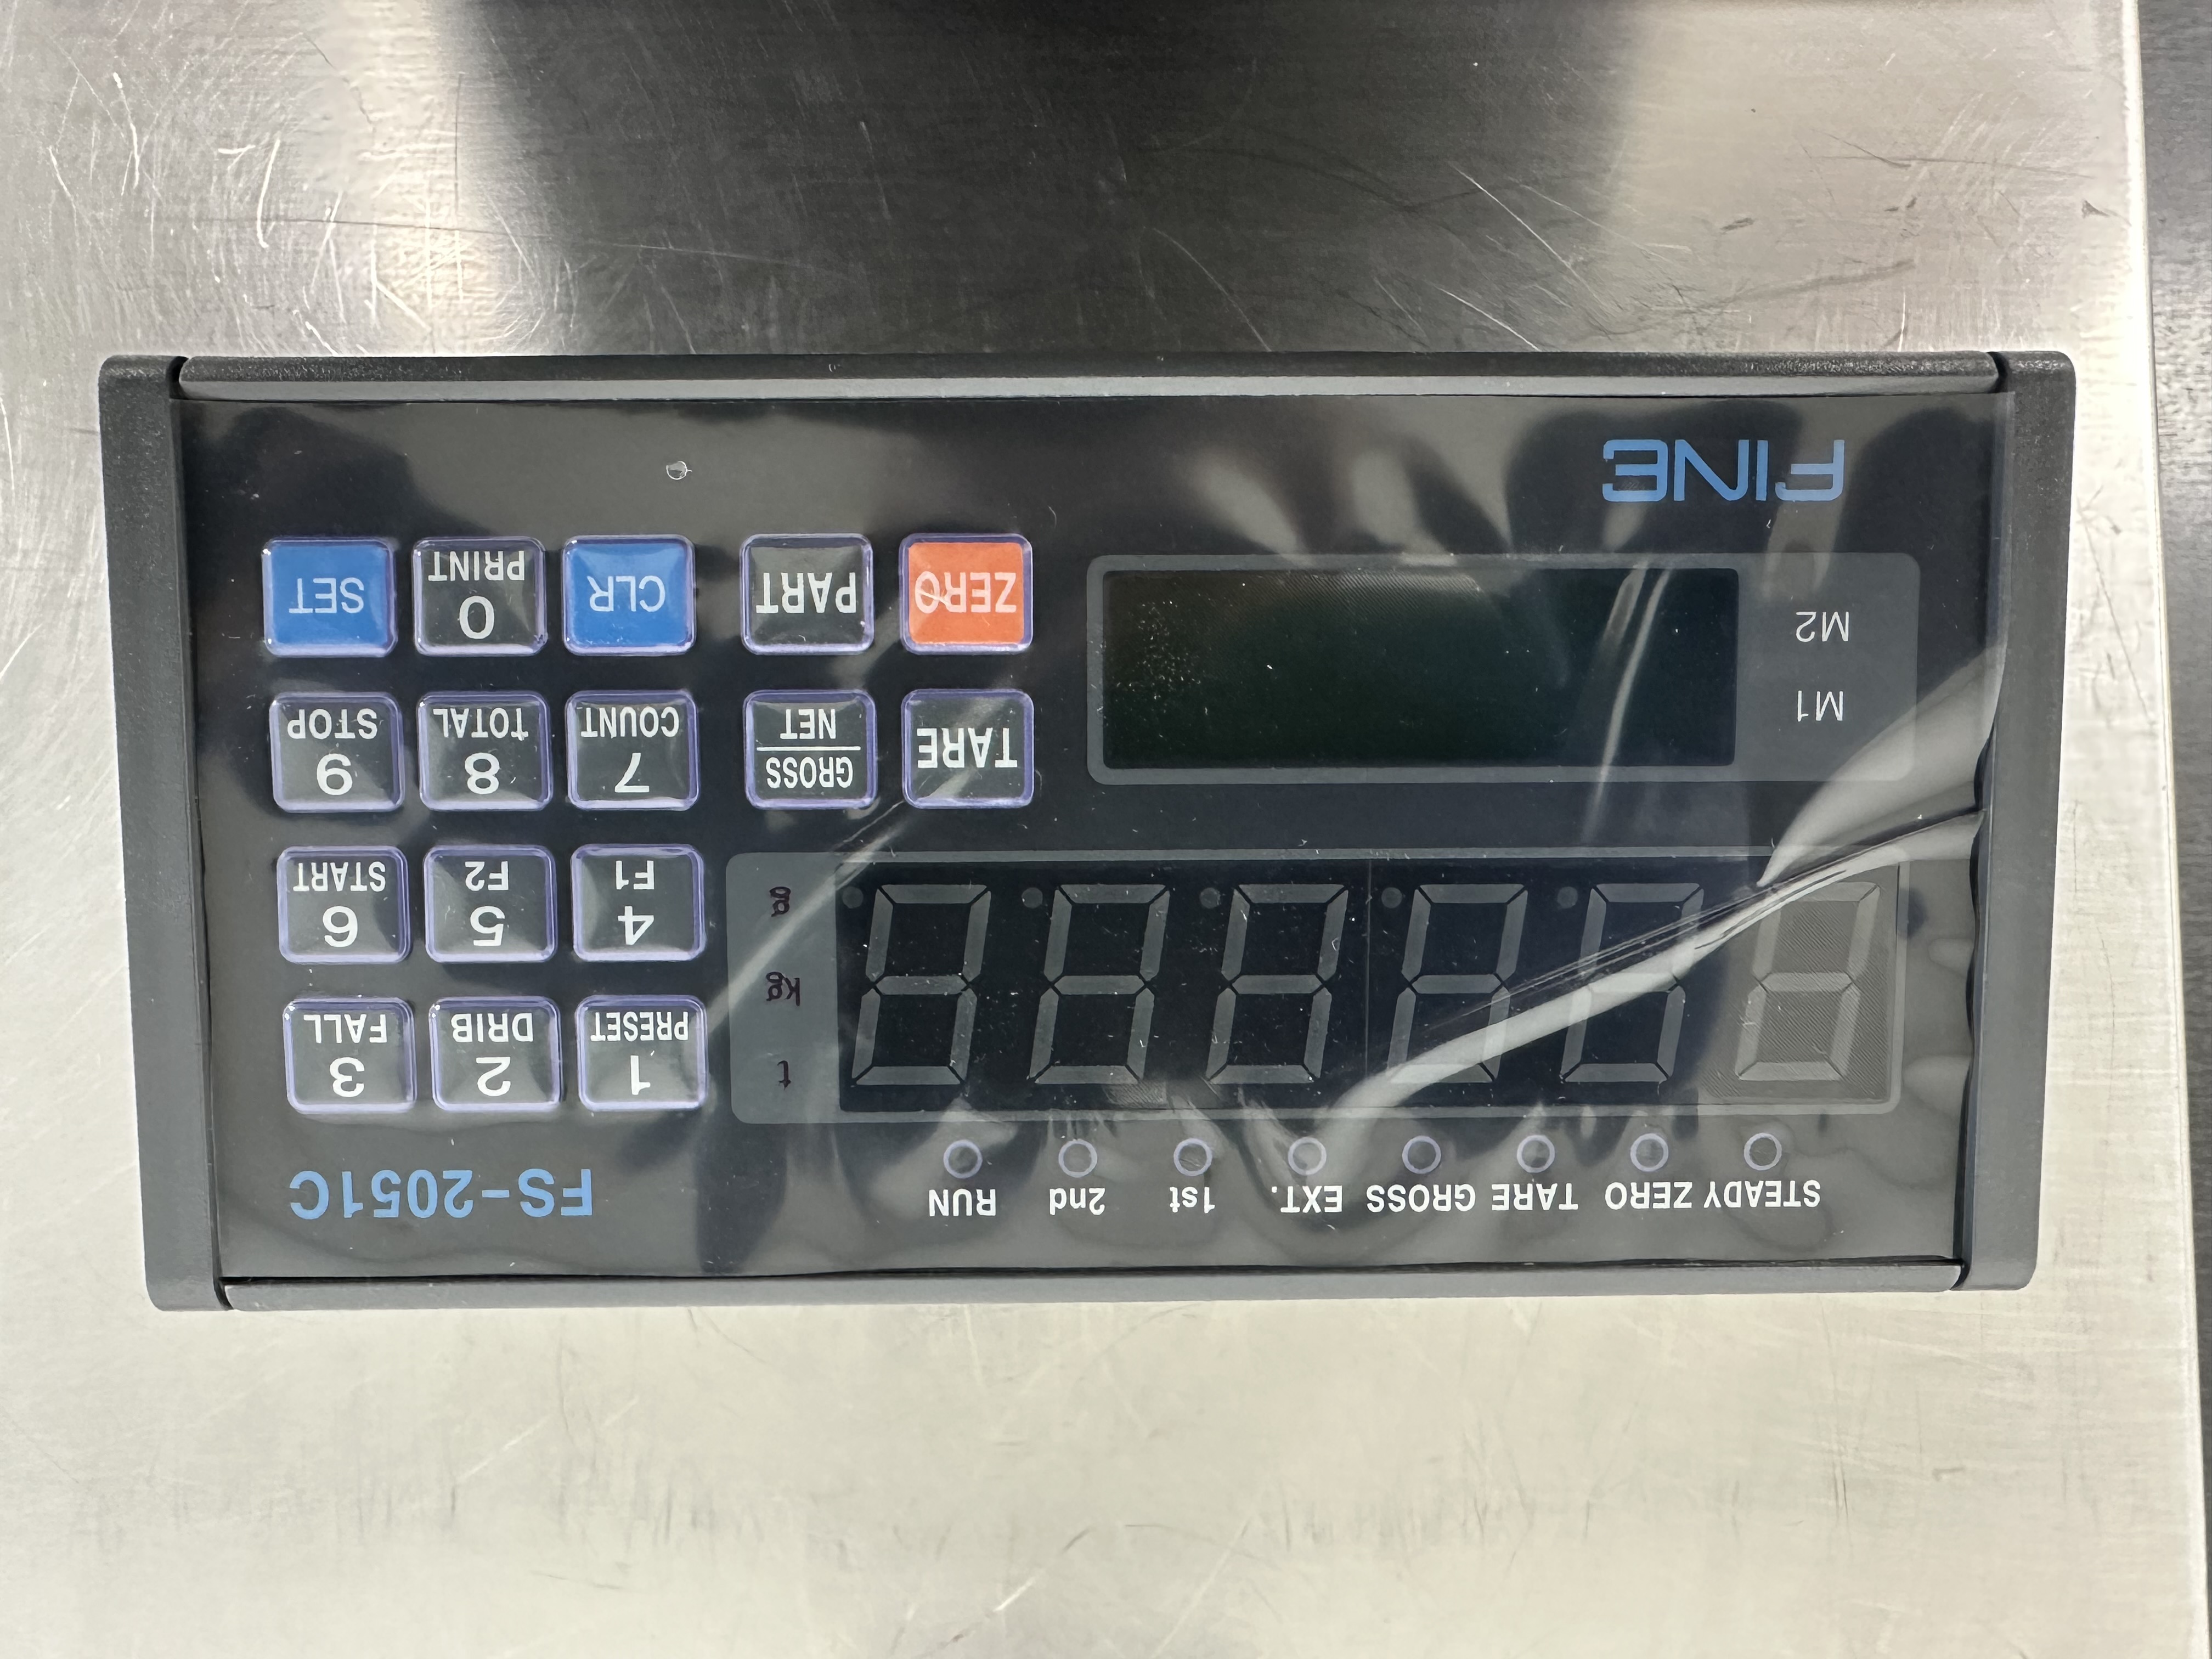 FS-2051C
STEADY ZERO TARE GROSS EXT. 1st 2nd RUN
t
kg
g
1 PRESET
2 DRIB
3 FALL
4 F1
5 F2
6 START
M1
M2
TARE
GROSS
NET
7 COUNT
8 TOTAL
9 STOP
ZERO
PART
CLR
0 PRINT
SET
FINE